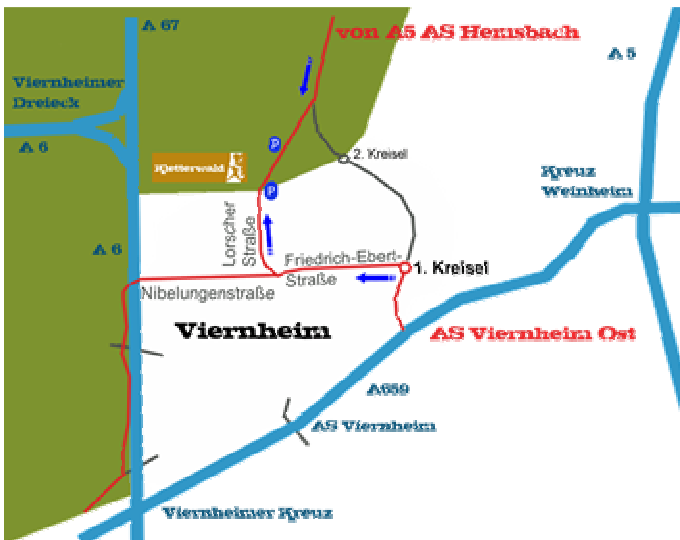 A 67
von A5 AS Hemsbach
A 5
Viernheimer
Dreieck
A 6
P
2. Kreisel
Kletterwald
Kreuz
Weinheim
P
Lorscher
Straße
A 6
Friedrich-Ebert-
Straße
1. Kreisel
Nibelungenstraße
Viernheim
AS Viernheim Ost
A659
AS Viernheim
Viernheimer Kreuz